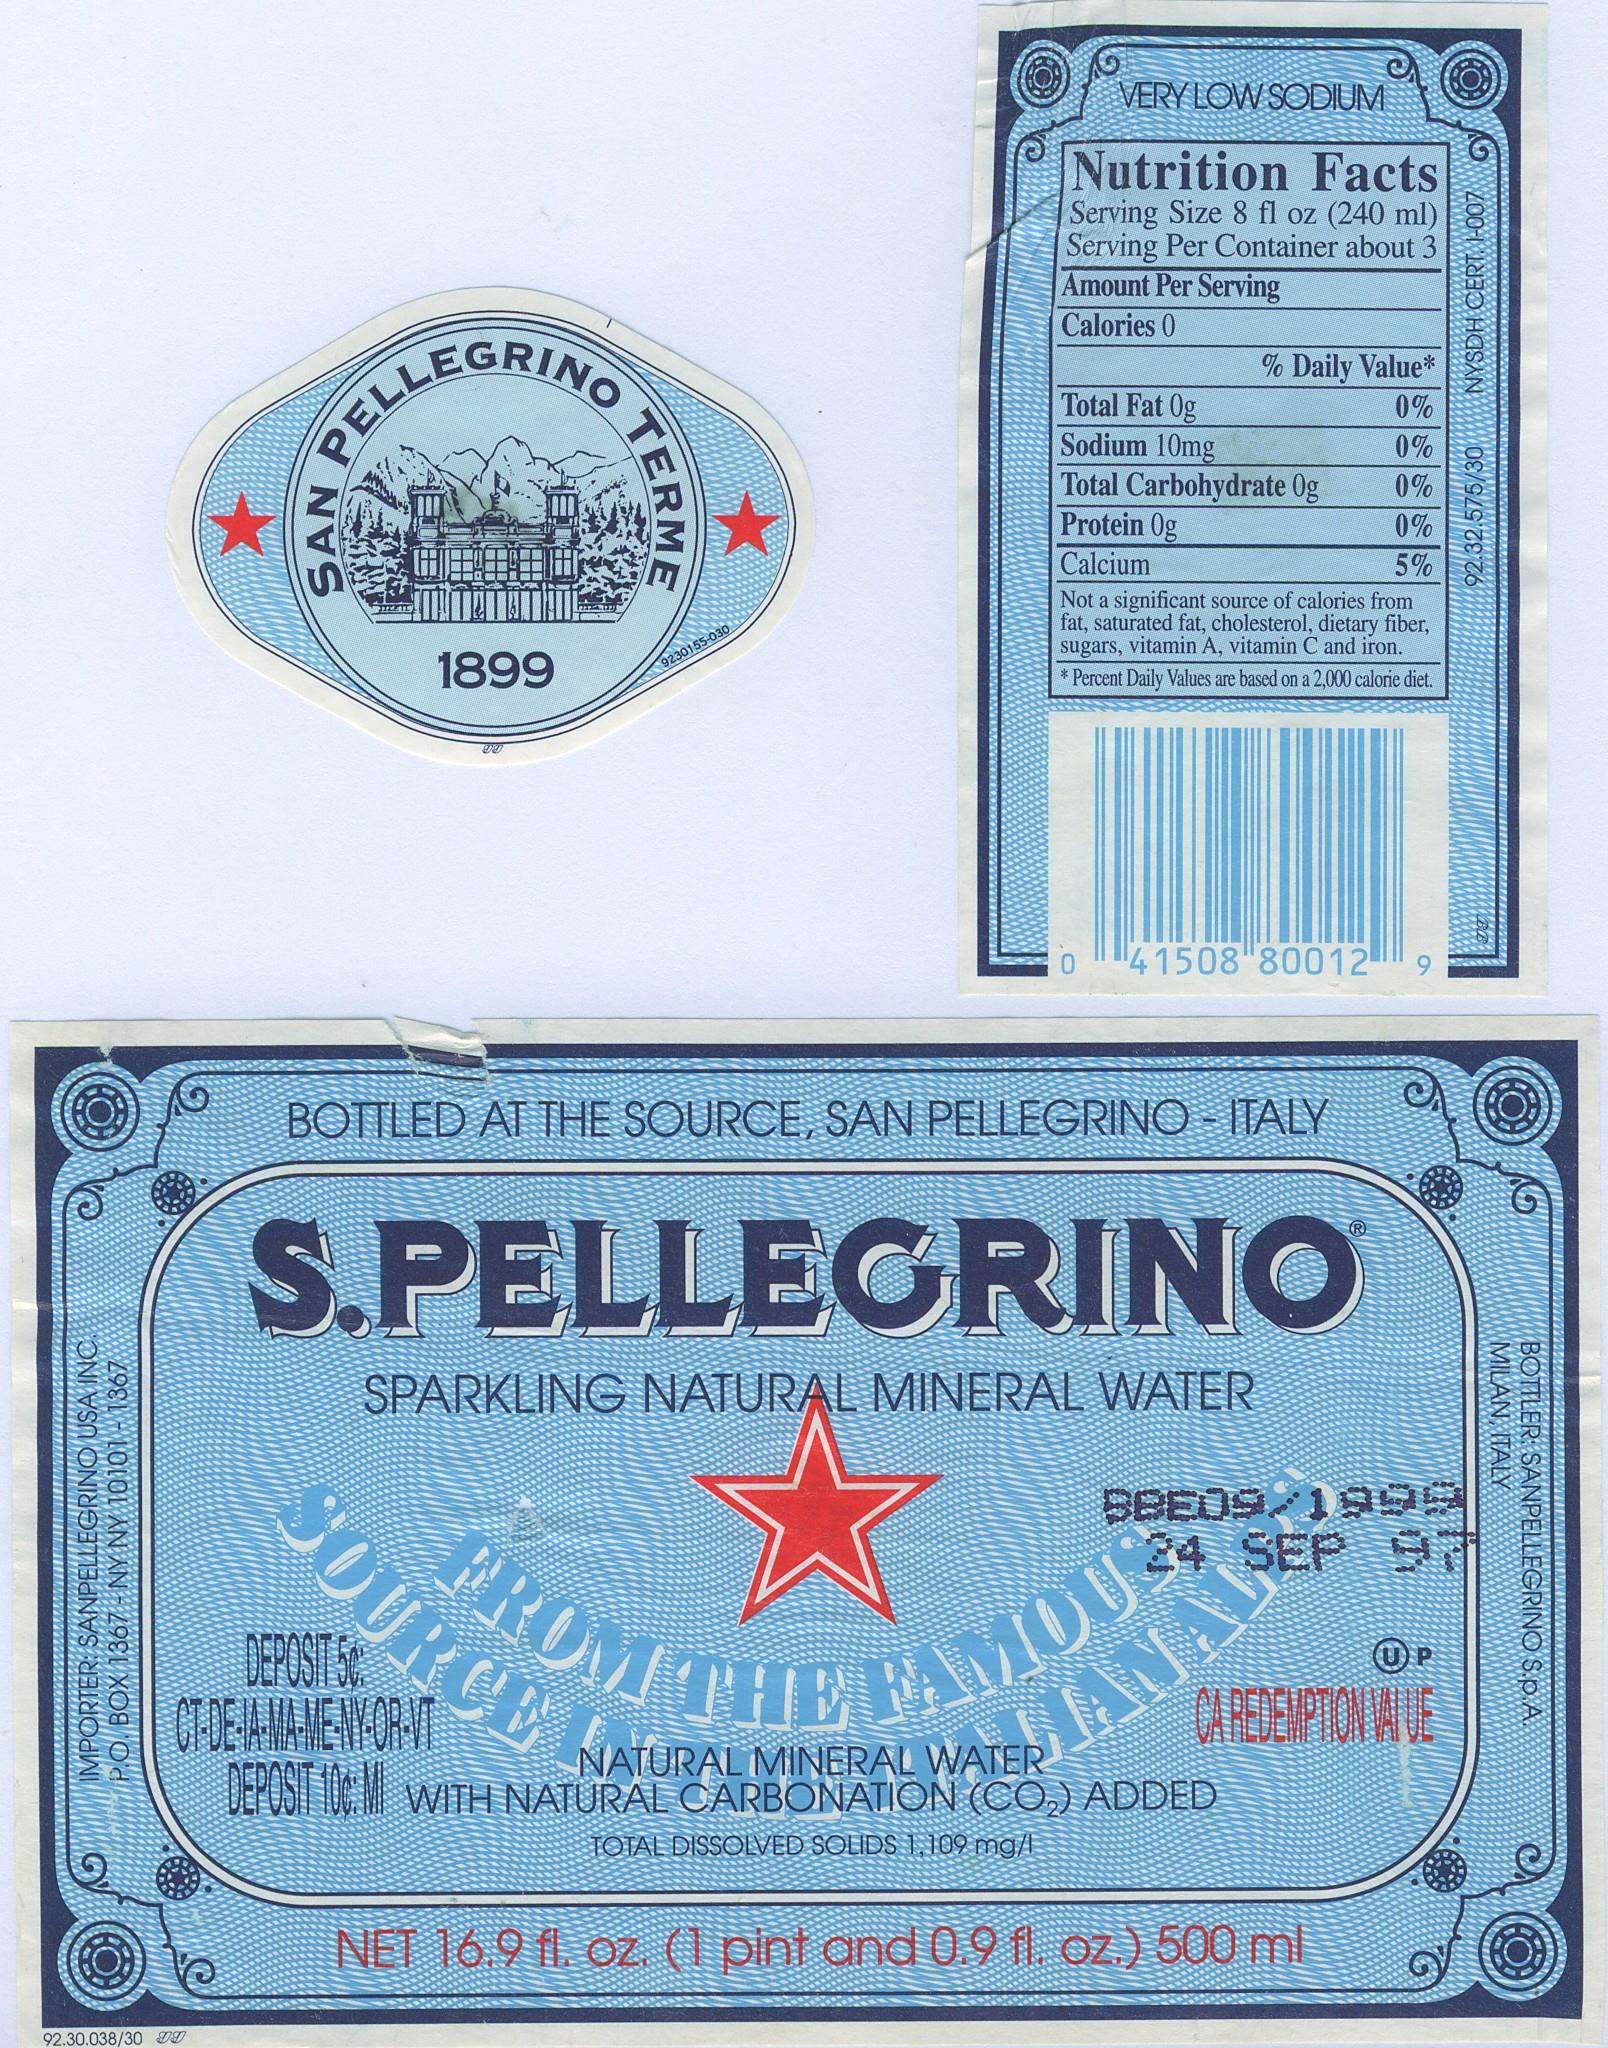 VERY LOW SODIUM
Nutrition Facts
Serving Size 8 fl oz (240 ml)
Serving Per Container about 3
Amount Per Serving
Calories 0
% Daily Value*
Total Fat 0g 0%
Sodium 10mg 0%
Total Carbohydrate 0g 0%
Protein 0g 0%
Calcium 5%
Not a significant source of calories from
fat, saturated fat, cholesterol, dietary fiber,
sugars, vitamin A, vitamin C and iron.
* Percent Daily Values are based on a 2,000 calorie diet.
0 41508 80012 9
92.32.575/30 NYSDH CERT. I-007
SAN PELLEGRINO TERME
1899
9230155-030
BOTTLED AT THE SOURCE, SAN PELLEGRINO - ITALY
S.PELLEGRINO®
SPARKLING NATURAL MINERAL WATER
FROM THE FAMOUS
SOURCE IN THE ITALIAN ALPS
BBE09/1999
24 SEP 97
DEPOSIT 5¢:
CT-DE-IA-MA-ME-NY-OR-VT
DEPOSIT 10¢: MI
U P
CA REDEMPTION VALUE
NATURAL MINERAL WATER
WITH NATURAL CARBONATION (CO₂) ADDED
TOTAL DISSOLVED SOLIDS 1,109 mg/l
NET 16.9 fl. oz. (1 pint and 0.9 fl. oz.) 500 ml
IMPORTER: SANPELLEGRINO USA INC.
P.O. BOX 1367 - NY NY 10101 - 1367
BOTTLER: SANPELLEGRINO S.p.A.
MILAN, ITALY
92.30.038/30